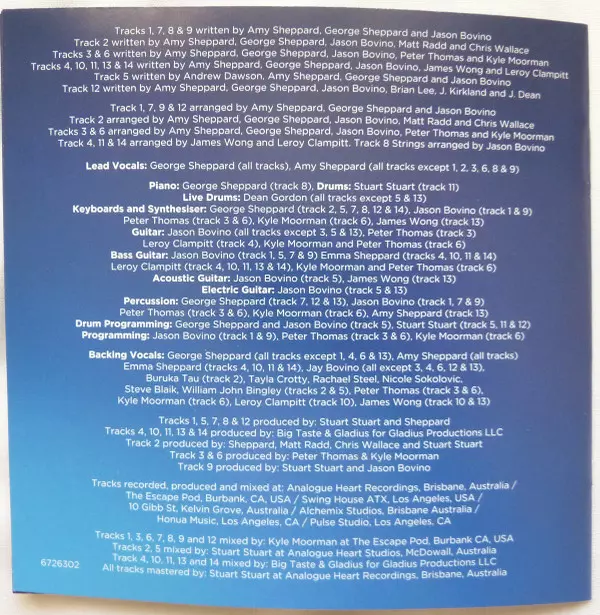 Tracks 1, 7, 8 & 9 written by Amy Sheppard, George Sheppard and Jason Bovino
Track 2 written by Amy Sheppard, George Sheppard, Jason Bovino, Matt Radd and Chris Wallace
Tracks 3 & 6 written by Amy Sheppard, George Sheppard, Jason Bovino, Peter Thomas and Kyle Moorman
Tracks 4, 10, 11, 13 & 14 written by Amy Sheppard, George Sheppard, Jason Bovino, James Wong and Leroy Clampitt
Track 5 written by Andrew Dawson, Amy Sheppard, George Sheppard and Jason Bovino
Track 12 written by Amy Sheppard, George Sheppard, Jason Bovino, Brian Lee, J. Kirkland and J. Dean
Track 1, 7, 9 & 12 arranged by Amy Sheppard, George Sheppard and Jason Bovino
Track 2 arranged by Amy Sheppard, George Sheppard, Jason Bovino, Matt Radd and Chris Wallace
Tracks 3 & 6 arranged by Amy Sheppard, George Sheppard, Jason Bovino, Peter Thomas and Kyle Moorman
Track 4, 11 & 14 arranged by James Wong and Leroy Clampitt. Track 8 Strings arranged by Jason Bovino
Lead Vocals: George Sheppard (all tracks), Amy Sheppard (all tracks except 1, 2, 3, 6, 8 & 9)
Piano: George Sheppard (track 8), Drums: Stuart Stuart (track 11)
Live Drums: Dean Gordon (all tracks except 5 & 13)
Keyboards and Synthesiser: George Sheppard (track 2, 5, 7, 8, 12 & 14), Jason Bovino (track 1 & 9)
Peter Thomas (track 3 & 6), Kyle Moorman (track 6), James Wong (track 13)
Guitar: Jason Bovino (all tracks except 3, 5 & 13), Peter Thomas (track 3)
Leroy Clampitt (track 4), Kyle Moorman and Peter Thomas (track 6)
Bass Guitar: Jason Bovino (track 1, 5, 7 & 9) Emma Sheppard (tracks 4, 10, 11 & 14)
Leroy Clampitt (track 4, 10, 11, 13 & 14), Kyle Moorman and Peter Thomas (track 6)
Acoustic Guitar: Jason Bovino (track 5), James Wong (track 13)
Electric Guitar: Jason Bovino (track 5 & 13)
Percussion: George Sheppard (track 7, 12 & 13), Jason Bovino (track 1, 7 & 9)
Peter Thomas (track 3 & 6), Kyle Moorman (track 6), Amy Sheppard (track 13)
Drum Programming: George Sheppard and Jason Bovino (track 5), Stuart Stuart (track 5, 11 & 12)
Programming: Jason Bovino (track 1 & 9), Peter Thomas (track 3 & 6), Kyle Moorman (track 6)
Backing Vocals: George Sheppard (all tracks except 1, 4, 6 & 13), Amy Sheppard (all tracks)
Emma Sheppard (tracks 4, 10, 11 & 14), Jay Bovino (all except 3, 4, 6, 12 & 13),
Buruka Tau (track 2), Tayla Crotty, Rachael Steel, Nicole Sokolovic.
Steve Blaik, William John Bingley (tracks 2 & 5), Peter Thomas (track 3 & 6),
Kyle Moorman (track 6), Leroy Clampitt (track 10), James Wong (track 10 & 13)
Tracks 1, 5, 7, 8 & 12 produced by: Stuart Stuart and Sheppard
Tracks 4, 10, 11, 13 & 14 produced by: Big Taste & Gladius for Gladius Productions LLC
Track 2 produced by: Sheppard, Matt Radd, Chris Wallace and Stuart Stuart
Track 3 & 6 produced by: Peter Thomas & Kyle Moorman
Track 9 produced by: Stuart Stuart and Jason Bovino
Tracks recorded, produced and mixed at: Analogue Heart Recordings, Brisbane, Australia /
The Escape Pod, Burbank, CA, USA / Swing House ATX, Los Angeles, USA /
10 Gibb St, Kelvin Grove, Australia / Alchemix Studios, Brisbane Australia /
Honua Music, Los Angeles, CA / Pulse Studio, Los Angeles, CA
Tracks 1, 3, 6, 7, 8, 9 and 12 mixed by: Kyle Moorman at The Escape Pod, Burbank CA, USA
Tracks 2, 5 mixed by: Stuart Stuart at Analogue Heart Studios, McDowall, Australia
Track 4, 10, 11, 13 and 14 mixed by: Big Taste & Gladius for Gladius Productions LLC
All tracks mastered by: Stuart Stuart at Analogue Heart Recordings, Brisbane, Australia
6726302